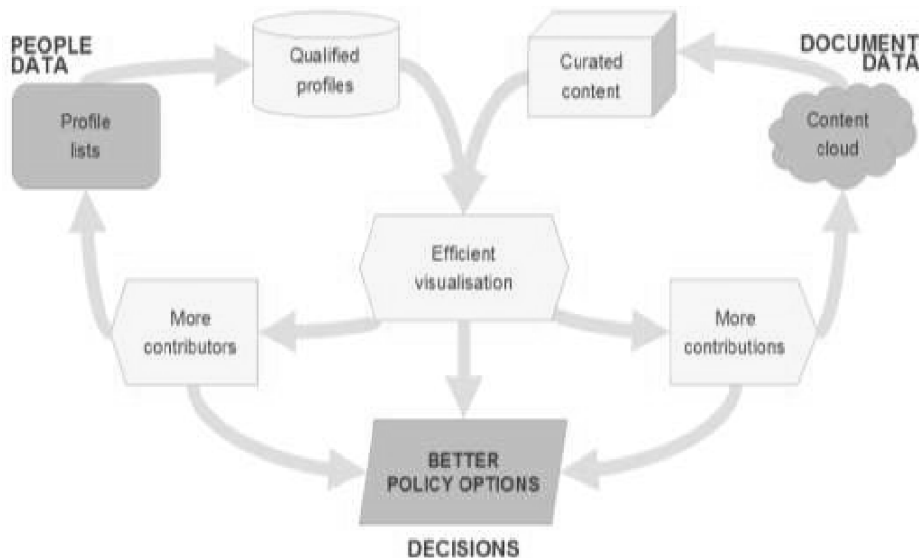 PEOPLE
DATA
Qualified
profiles
Curated
content
DOCUMENT
DATA
Profile
lists
Content
cloud
Efficient
visualisation
More
contributors
More
contributions
BETTER
POLICY OPTIONS
DECISIONS